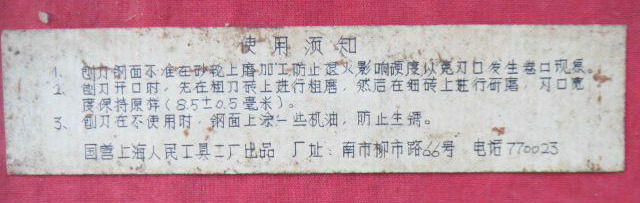 使用须知
1. 刨刃钢面不准在砂轮上磨加工防止退火影响硬度以免刃口发生卷口现象
2. 刨刃开口时，先在粗刀砖上进行粗磨，然后在细砖上进行研磨，刃口宽
度保持原样（8.5±0.5毫米）。
3、刨刃在不使用时，钢面上涂一些机油，防止生锈。
国营上海人民工具二厂出品 厂址：南市柳市路66号 电话770023